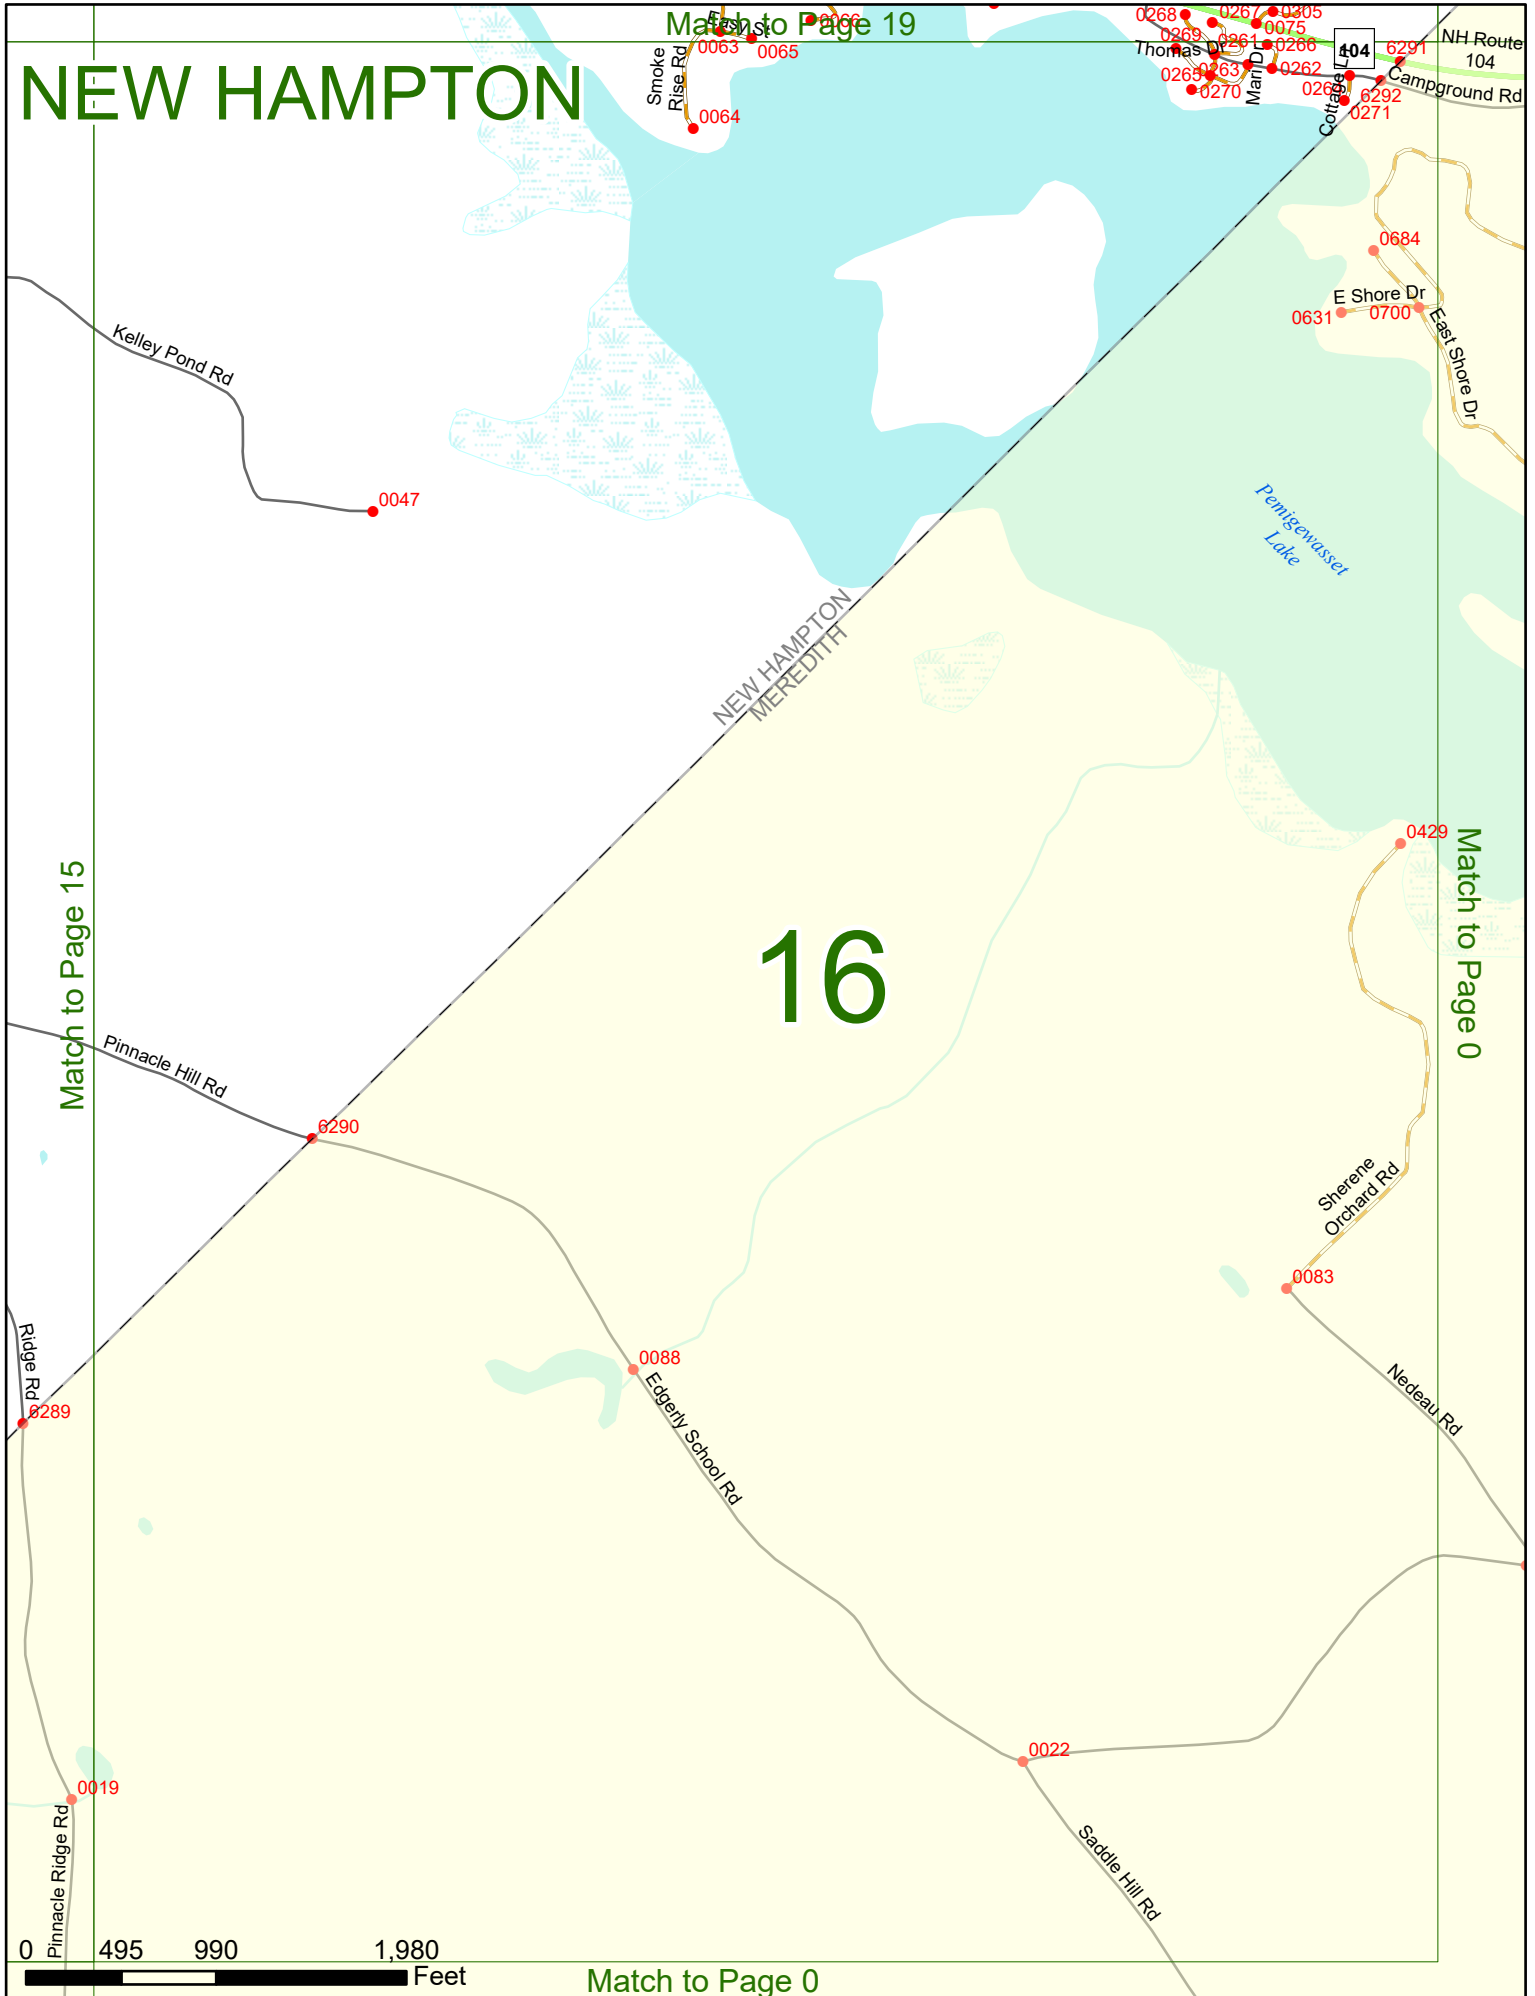 Match to Page 19
NEW HAMPTON
Easy St
0066
0063
0065
Smoke
Rise Rd
0064
0268
0267
0305
0075
0269
0261
0266
Thomas Dr
0265
0263
0262
0270
Mari Dr
104
6291
NH Route
104
Campground Rd
6292
0271
0684
E Shore Dr
0631
0700
East Shore Dr
Kelley Pond Rd
0047
Pemigewasset
Lake
NEW HAMPTON
MEREDITH
0429
Match to Page 15
Match to Page 0
16
Pinnacle Hill Rd
6290
Sherene
Orchard Rd
0083
Ridge Rd
6289
0088
Edgerly School Rd
Nedeau Rd
0022
0019
Pinnacle Ridge Rd
Saddle Hill Rd
0 495 990 1,980
Feet
Match to Page 0